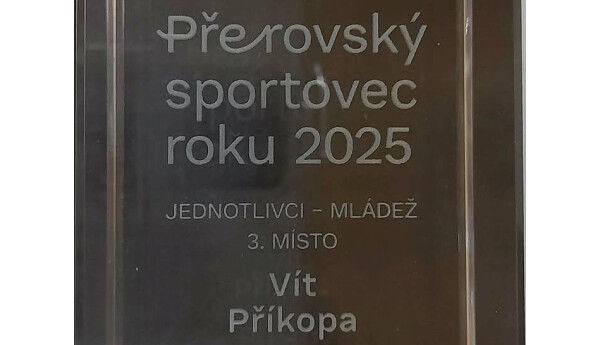 Přerovský
sportovec
roku 2025
JEDNOTLIVCI – MLÁDEŽ
3. MÍSTO
Vít
Příkopa